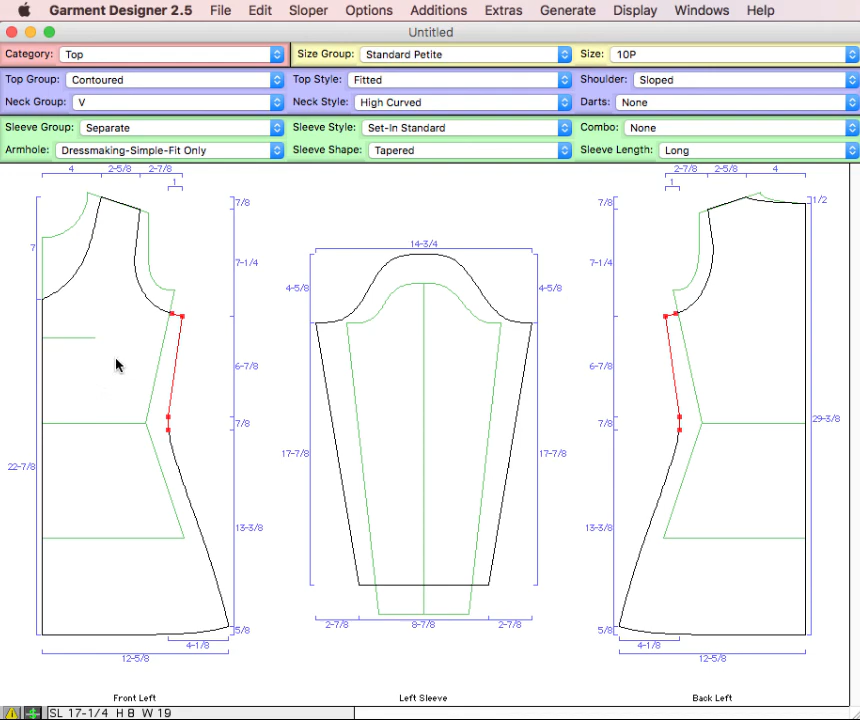 Garment Designer 2.5 File Edit Sloper Options Additions Extras Generate Display Windows Help
Untitled
Category: Top Size Group: Standard Petite Size: 10P
Top Group: Contoured Top Style: Fitted Shoulder: Sloped
Neck Group: V Neck Style: High Curved Darts: None
Sleeve Group: Separate Sleeve Style: Set-In Standard Combo: None
Armhole: Dressmaking-Simple-Fit Only Sleeve Shape: Tapered Sleeve Length: Long
4 2-5/8 2-7/8 2-7/8 2-5/8 4
1 1
7/8 7/8 1/2
7 7-1/4 14-3/4 7-1/4
4-5/8 4-5/8
6-7/8 6-7/8
7/8 7/8 29-3/8
22-7/8 17-7/8 17-7/8
13-3/8 13-3/8
5/8 2-7/8 8-7/8 2-7/8 5/8
4-1/8 4-1/8
12-5/8 12-5/8
Front Left Left Sleeve Back Left
SL 17-1/4 H 8 W 19